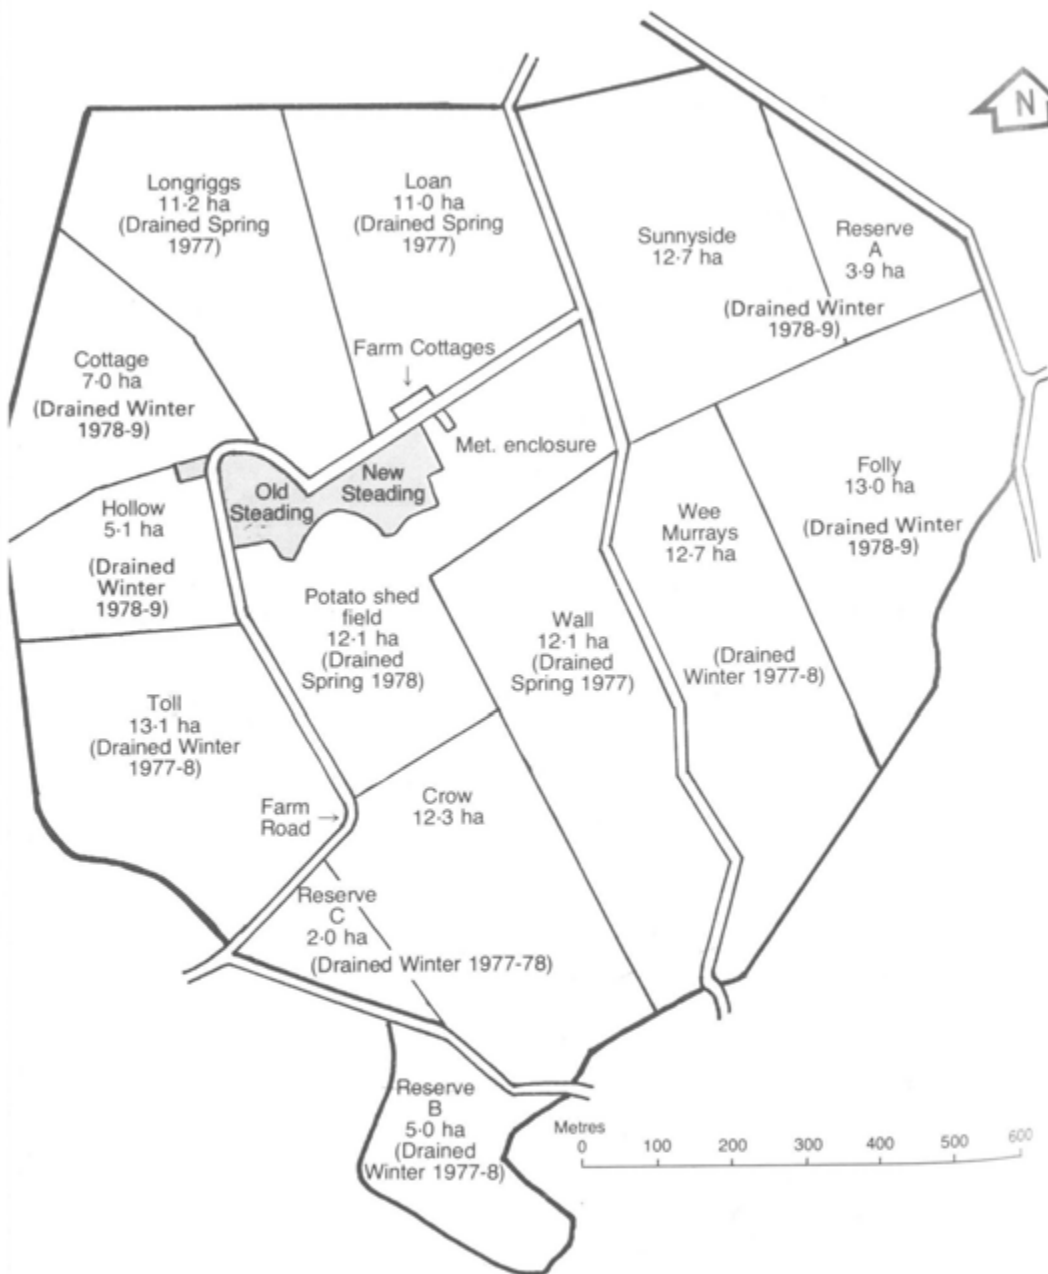 N
Longriggs
11·2 ha
(Drained Spring
1977)
Loan
11·0 ha
(Drained Spring
1977)
Sunnyside
12·7 ha
Reserve
A
3·9 ha
(Drained Winter
1978-9)
Cottage
7·0 ha
(Drained Winter
1978-9)
Farm Cottages
Met. enclosure
New
Steading
Old
Steading
Hollow
5·1 ha
(Drained
Winter
1978-9)
Wee
Murrays
12·7 ha
(Drained
Winter 1977-8)
Folly
13·0 ha
(Drained Winter
1978-9)
Potato shed
field
12·1 ha
(Drained
Spring 1978)
Wall
12·1 ha
(Drained
Spring 1977)
Toll
13·1 ha
(Drained Winter
1977-8)
Farm
Road
Crow
12·3 ha
Reserve
C
2·0 ha
(Drained Winter 1977-78)
Reserve
B
5·0 ha
(Drained
Winter 1977-8)
Metres
0 100 200 300 400 500 600